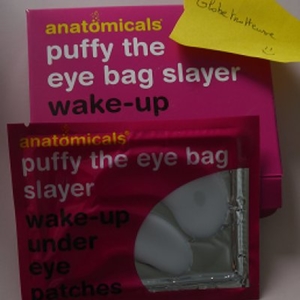 anatomicals
puffy the
eye bag slayer
wake-up
anatomicals
puffy the eye bag
slayer
wake-up
under
eye
patches